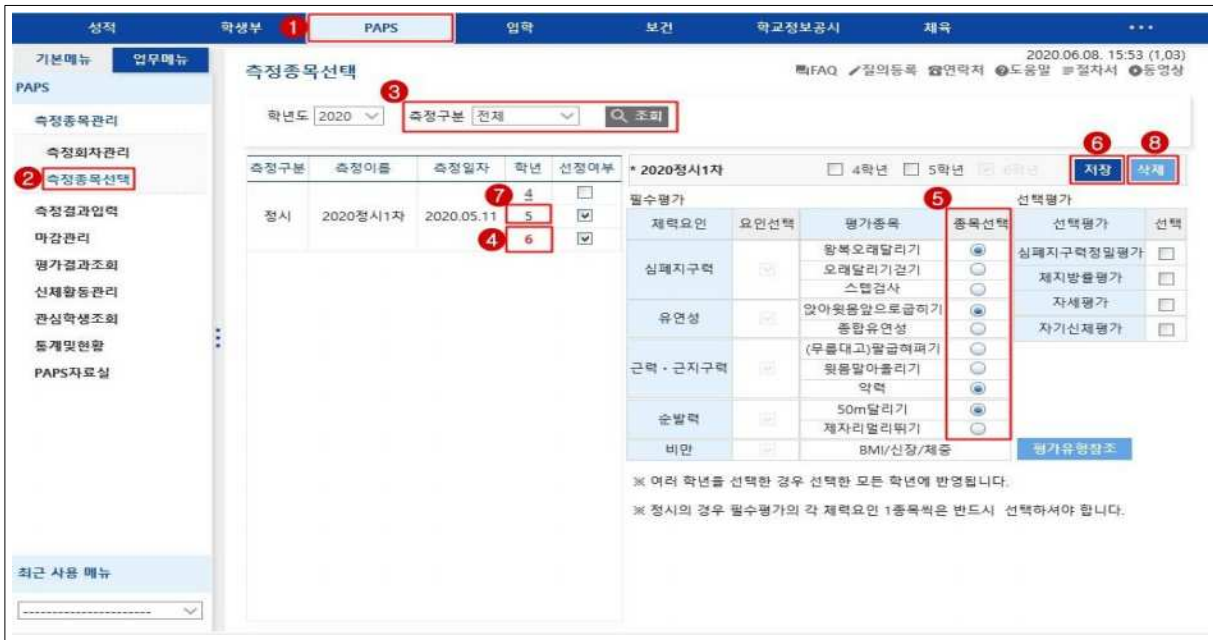 성적 학생부 1 PAPS 입학 보건 학교정보공시 체육 •••
기본메뉴 업무메뉴
PAPS
측정종목관리
측정회차관리
2 측정종목선택
측정결과입력
마감관리
평가결과조회
신체활동관리
관심학생조회
통계및현황
PAPS자료실
최근 사용 메뉴
----------------------
측정종목선택
2020.06.08. 15:53 (1,03)
FAQ 질의등록 연락처 도움말 절차서 동영상
3
학년도 2020 측정구분 전체 조회
측정구분 측정이름 측정일자 학년 선정여부
7 4
정시 2020정시1차 2020.05.11 5
4 6
6 8
* 2020정시1차 4학년 5학년 6학년 저장 삭제
필수평가 5 선택평가
체력요인 요인선택 평가종목 종목선택 선택평가 선택
심폐지구력
왕복오래달리기
오래달리기걷기
스텝검사
유연성
앉아윗몸앞으로굽히기
종합유연성
근력·근지구력
(무릎대고)팔굽혀펴기
윗몸말아올리기
악력
순발력
50m달리기
제자리멀리뛰기
비만 BMI/신장/체중
심폐지구력정밀평가
체지방률평가
자세평가
자기신체평가
평가유형참조
※ 여러 학년을 선택한 경우 선택한 모든 학년에 반영됩니다.
※ 정시의 경우 필수평가의 각 체력요인 1종목씩은 반드시 선택하셔야 합니다.